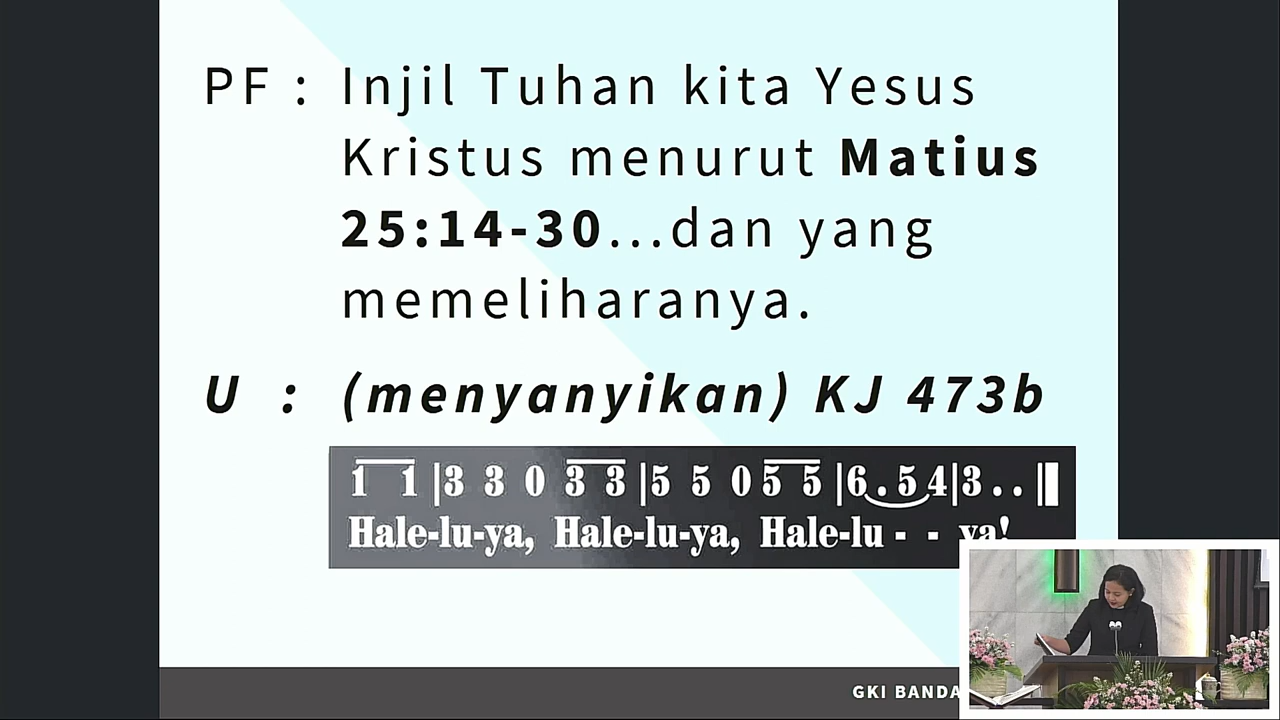 PF : Injil Tuhan kita Yesus
Kristus menurut Matius
25:14-30...dan yang
memeliharanya.
U : (menyanyikan) KJ 473b
1 1 |3 3 0 3 3 |5 5 0 5 5 |6 . 5 4|3 . . ||
Hale-lu-ya, Hale-lu-ya, Hale-lu - - ya!
GKI